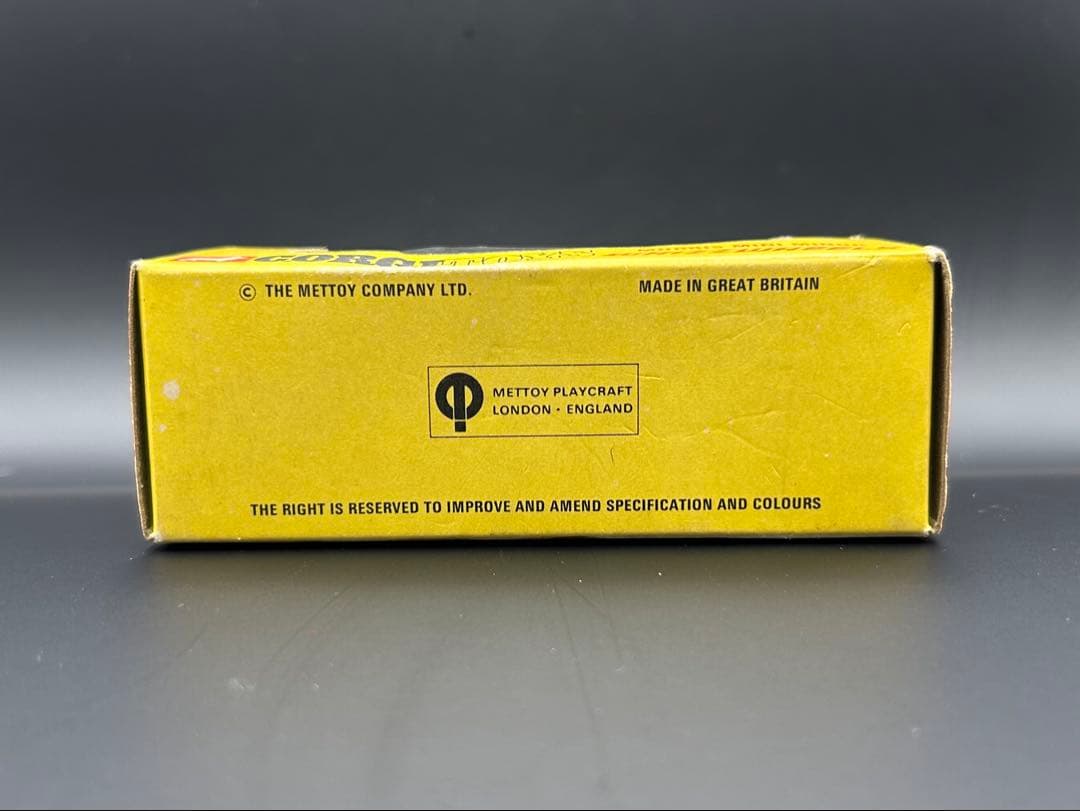 CORGI
© THE METTOY COMPANY LTD.
MADE IN GREAT BRITAIN
METTOY PLAYCRAFT
LONDON · ENGLAND
THE RIGHT IS RESERVED TO IMPROVE AND AMEND SPECIFICATION AND COLOURS